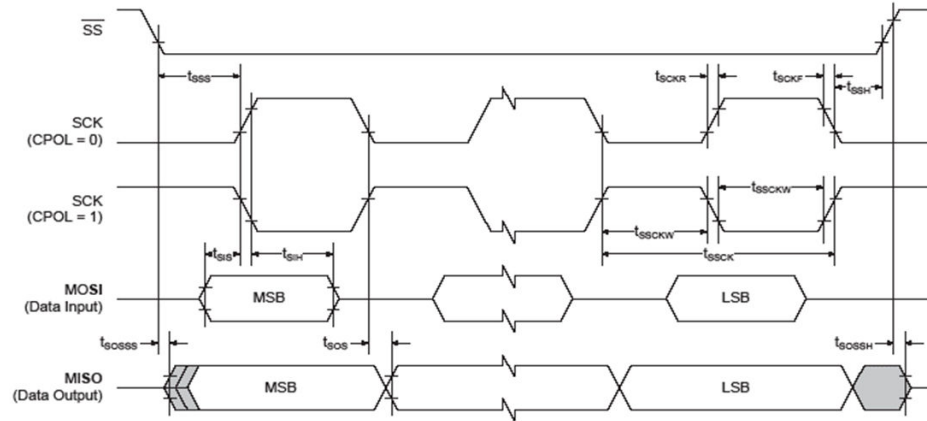 SS
tSSS
tSCKR
tSCKF
tSSH
SCK
(CPOL = 0)
SCK
(CPOL = 1)
tSSCKW
tSSCKW
tSSCK
tSIS
tSIH
MOSI
(Data Input)
MSB
LSB
tSOSSS
tSOS
tSOSSH
MISO
(Data Output)
MSB
LSB